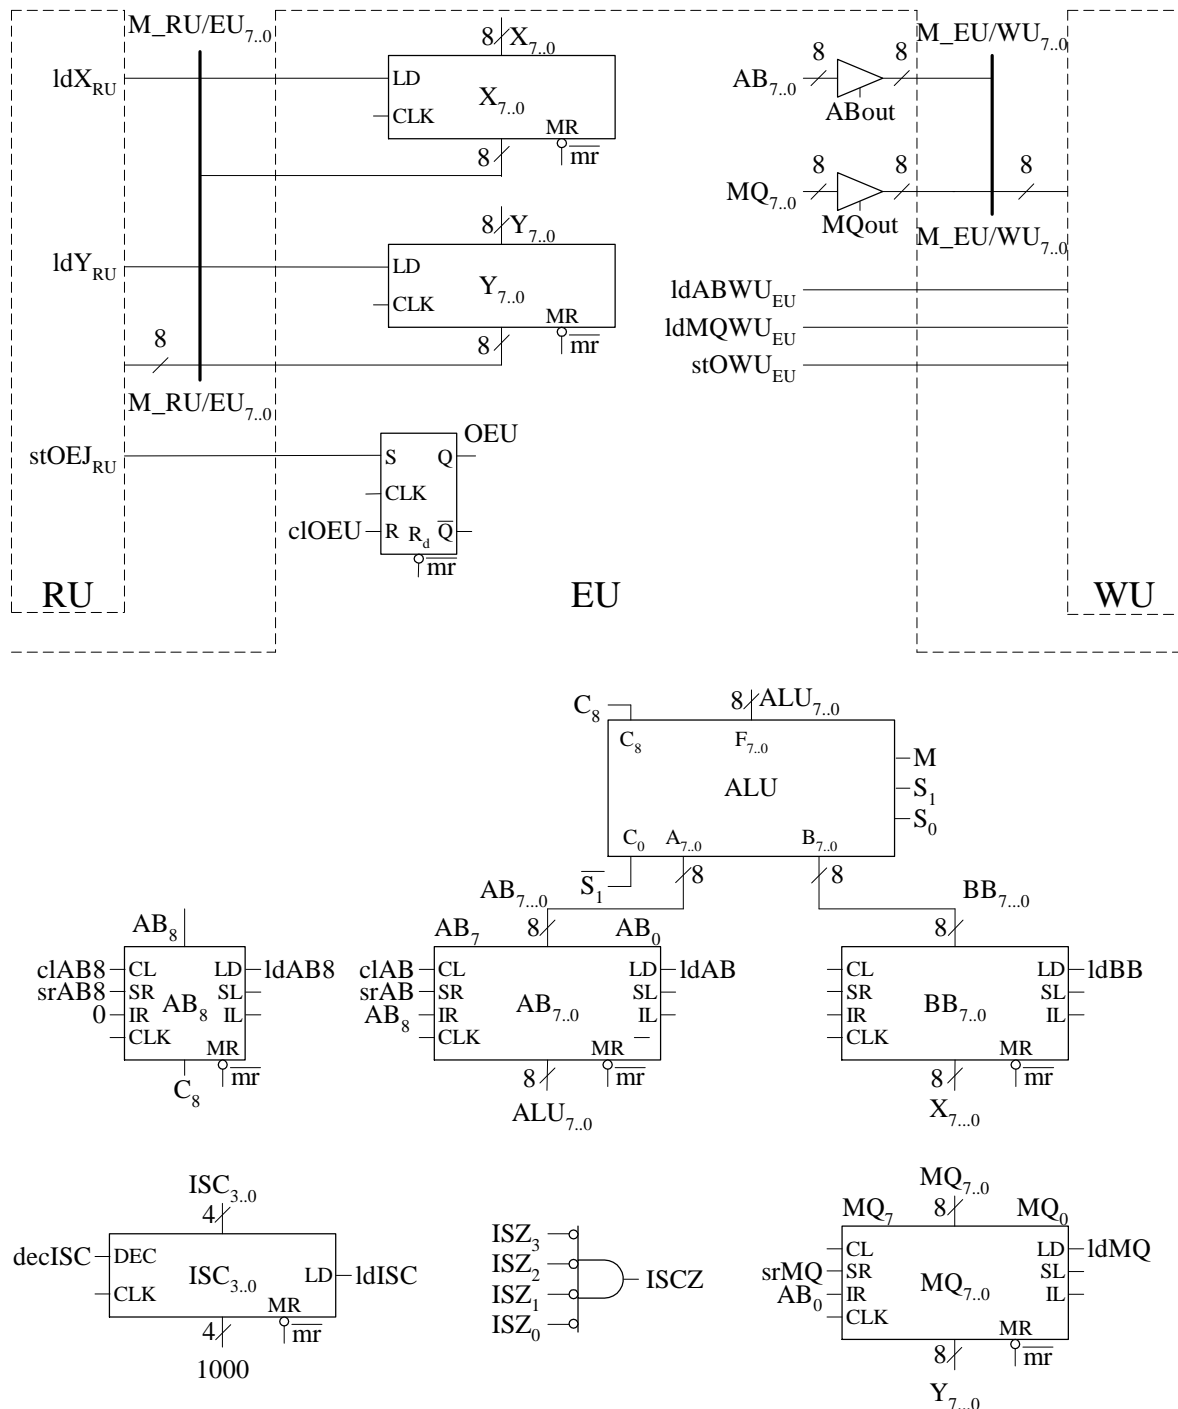 M_RU/EU7..0
8 X7..0
ldXRU
LD
X7..0
CLK
MR
mr
8
8 Y7..0
ldYRU
LD
Y7..0
CLK
MR
mr
8
8
M_RU/EU7..0
stOEJRU
OEU
S
Q
CLK
clOEU
R
Rd
Q
mr
M_EU/WU7..0
AB7..0
8
8
ABout
MQ7..0
8
8
8
MQout
M_EU/WU7..0
ldABWUEU
ldMQWUEU
stOWUEU
RU
EU
WU
C8
8 ALU7..0
C8
F7..0
M
ALU
S1
S0
C0
A7..0
B7..0
S1
8
8
AB7...0
BB7...0
AB8
AB7
8
AB0
8
clAB8
CL
LD
ldAB8
srAB8
SR
SL
0
IR
AB8
IL
CLK
MR
mr
C8
clAB
CL
LD
ldAB
srAB
SR
SL
AB8
IR
AB7..0
IL
CLK
MR
mr
8
ALU7..0
CL
LD
ldBB
SR
SL
IR
BB7..0
IL
CLK
MR
mr
8
X7...0
ISC3..0
4
decISC
DEC
ISC3..0
LD
ldISC
CLK
MR
mr
4
1000
ISZ3
ISZ2
ISZ1
ISZ0
ISCZ
MQ7..0
MQ7
8
MQ0
CL
LD
ldMQ
srMQ
SR
SL
AB0
IR
MQ7..0
IL
CLK
MR
mr
8
Y7...0